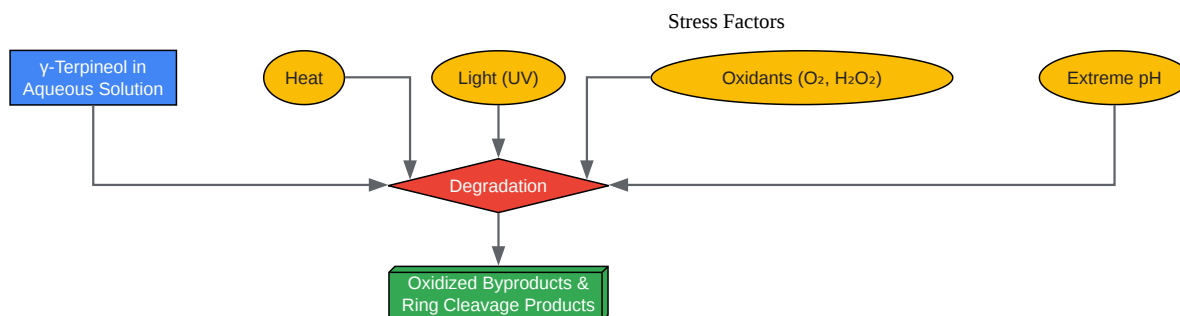 Stress Factors
γ-Terpineol in
Aqueous Solution
Heat
Light (UV)
Oxidants (O₂, H₂O₂)
Extreme pH
Degradation
Oxidized Byproducts &
Ring Cleavage Products